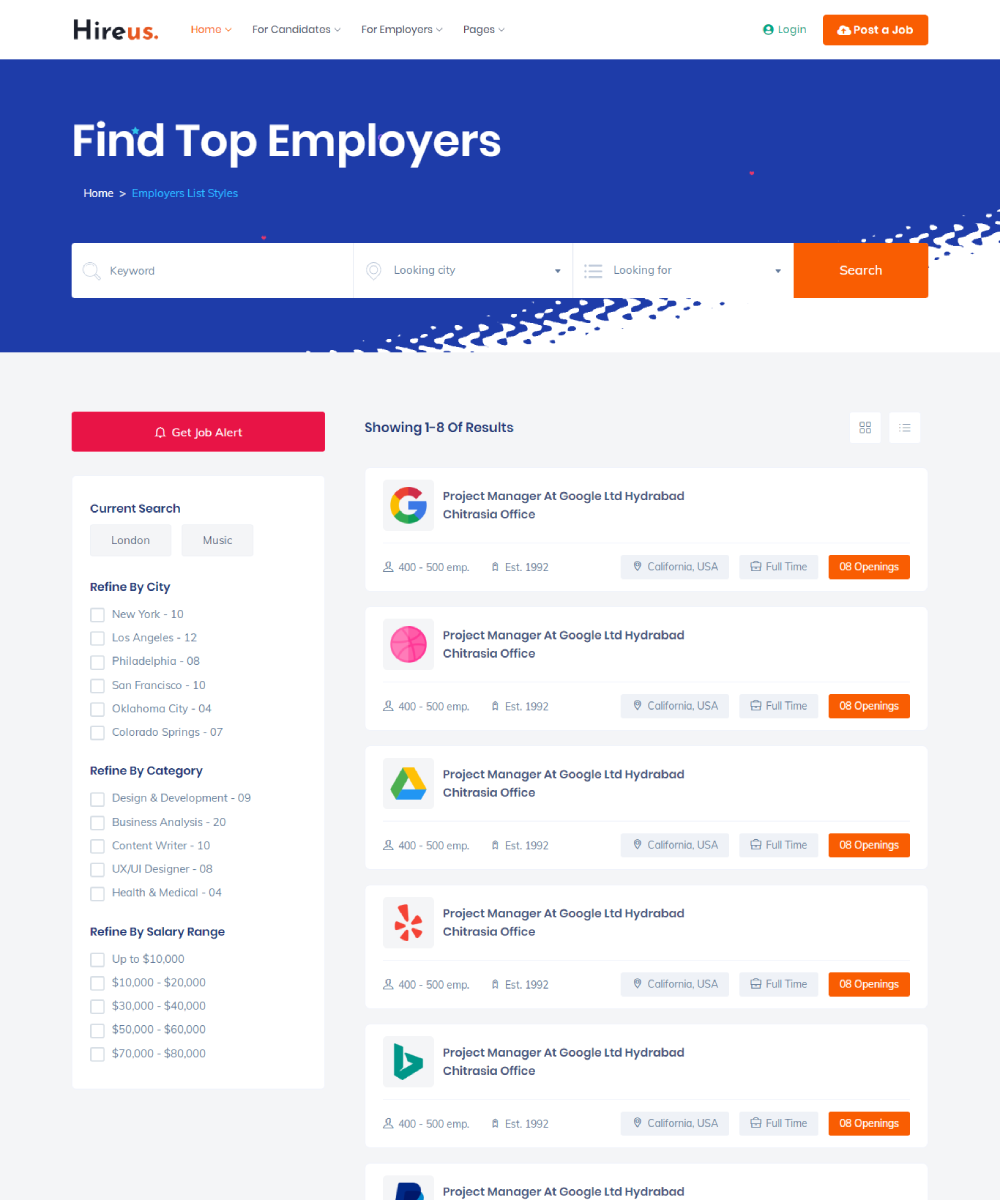 Hireus.
Home
For Candidates
For Employers
Pages
Login
Post a Job
Find Top Employers
Home > Employers List Styles
Keyword
Looking city
Looking for
Search
Get Job Alert
Current Search
London
Music
Refine By City
New York - 10
Los Angeles - 12
Philadelphia - 08
San Francisco - 10
Oklahoma City - 04
Colorado Springs - 07
Refine By Category
Design & Development - 09
Business Analysis - 20
Content Writer - 10
UX/UI Designer - 08
Health & Medical - 04
Refine By Salary Range
Up to $10,000
$10,000 - $20,000
$30,000 - $40,000
$50,000 - $60,000
$70,000 - $80,000
Showing 1-8 Of Results
Project Manager At Google Ltd Hydrabad
Chitrasia Office
400 - 500 emp.
Est. 1992
California, USA
Full Time
08 Openings
Project Manager At Google Ltd Hydrabad
Chitrasia Office
400 - 500 emp.
Est. 1992
California, USA
Full Time
08 Openings
Project Manager At Google Ltd Hydrabad
Chitrasia Office
400 - 500 emp.
Est. 1992
California, USA
Full Time
08 Openings
Project Manager At Google Ltd Hydrabad
Chitrasia Office
400 - 500 emp.
Est. 1992
California, USA
Full Time
08 Openings
Project Manager At Google Ltd Hydrabad
Chitrasia Office
400 - 500 emp.
Est. 1992
California, USA
Full Time
08 Openings
Project Manager At Google Ltd Hydrabad